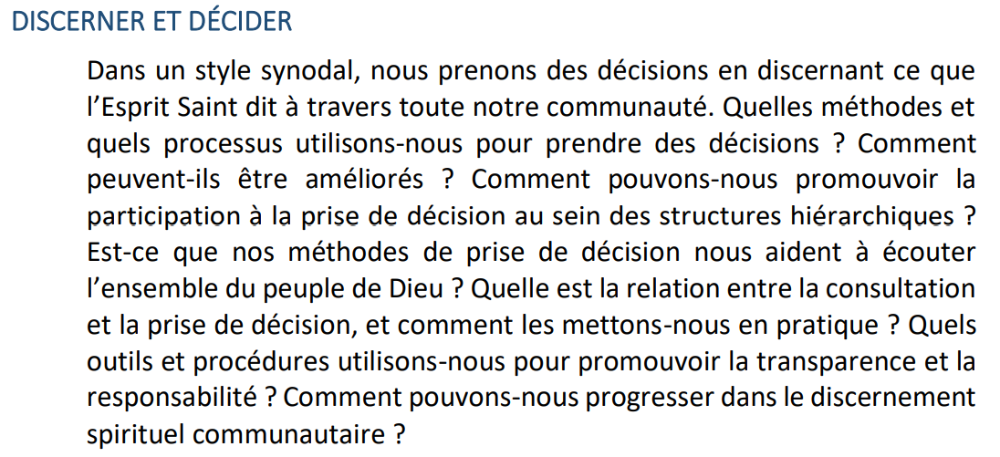 DISCERNER ET DÉCIDER
Dans un style synodal, nous prenons des décisions en discernant ce que
l’Esprit Saint dit à travers toute notre communauté. Quelles méthodes et
quels processus utilisons-nous pour prendre des décisions ? Comment
peuvent-ils être améliorés ? Comment pouvons-nous promouvoir la
participation à la prise de décision au sein des structures hiérarchiques ?
Est-ce que nos méthodes de prise de décision nous aident à écouter
l’ensemble du peuple de Dieu ? Quelle est la relation entre la consultation
et la prise de décision, et comment les mettons-nous en pratique ? Quels
outils et procédures utilisons-nous pour promouvoir la transparence et la
responsabilité ? Comment pouvons-nous progresser dans le discernement
spirituel communautaire ?